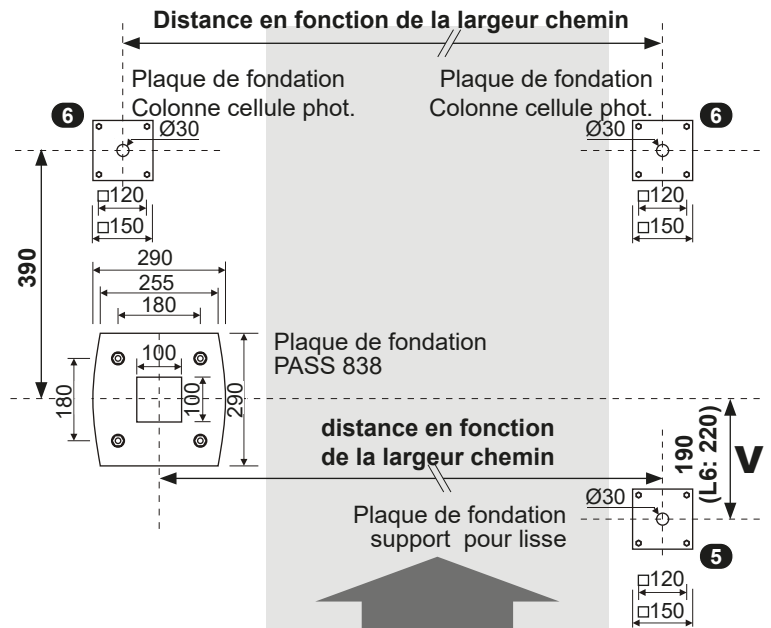 Distance en fonction de la largeur chemin
Plaque de fondation
Colonne cellule phot.
Plaque de fondation
Colonne cellule phot.
6
Ø30
Ø30
6
□120
□150
□120
□150
390
290
255
180
100
180
100
290
Plaque de fondation
PASS 838
distance en fonction
de la largeur chemin
190
(L6: 220)
V
Ø30
Plaque de fondation
support pour lisse
5
□120
□150